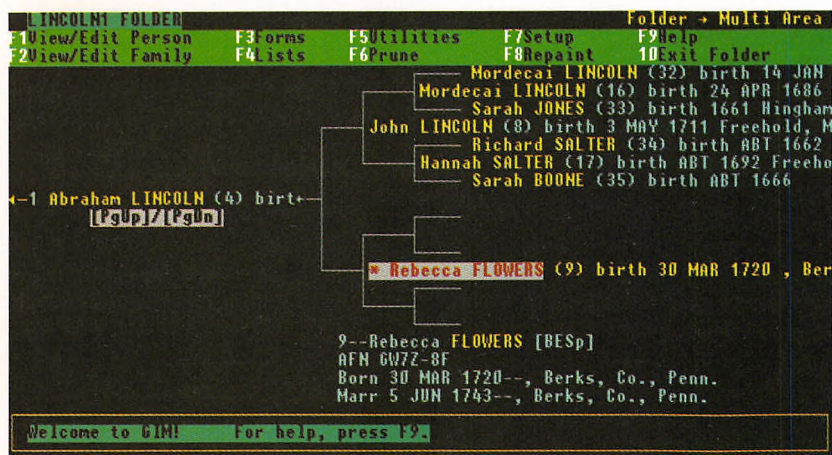 LINCOLN1 FOLDER Folder → Multi Area
F1View/Edit Person F3Forms F5Utilities F7Setup F9Help
F2View/Edit Family F4Lists F6Prune F8Repaint 10Exit Folder
Mordecai LINCOLN (32) birth 14 JAN
Mordecai LINCOLN (16) birth 24 APR 1686
Sarah JONES (33) birth 1661 Hingham
John LINCOLN (8) birth 3 MAY 1711 Freehold, M
Richard SALTER (34) birth ABT 1662
Hannah SALTER (17) birth ABT 1692 Freeho
Sarah BOONE (35) birth ABT 1666
◄-1 Abraham LINCOLN (4) birt←
[PgUp]/[PgDn]
* Rebecca FLOWERS (9) birth 30 MAR 1720 , Ber
9--Rebecca FLOWERS [BESp]
AFN GW7Z-8F
Born 30 MAR 1720--, Berks, Co., Penn.
Marr 5 JUN 1743--, Berks, Co., Penn.
Welcome to GIM! For help, press F9.